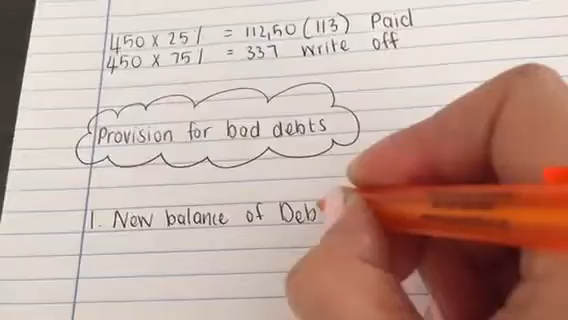 450 x 25% = 112,50 (113) Paid
450 x 75% = 337 write off
Provision for bad debts
1. New balance of Deb